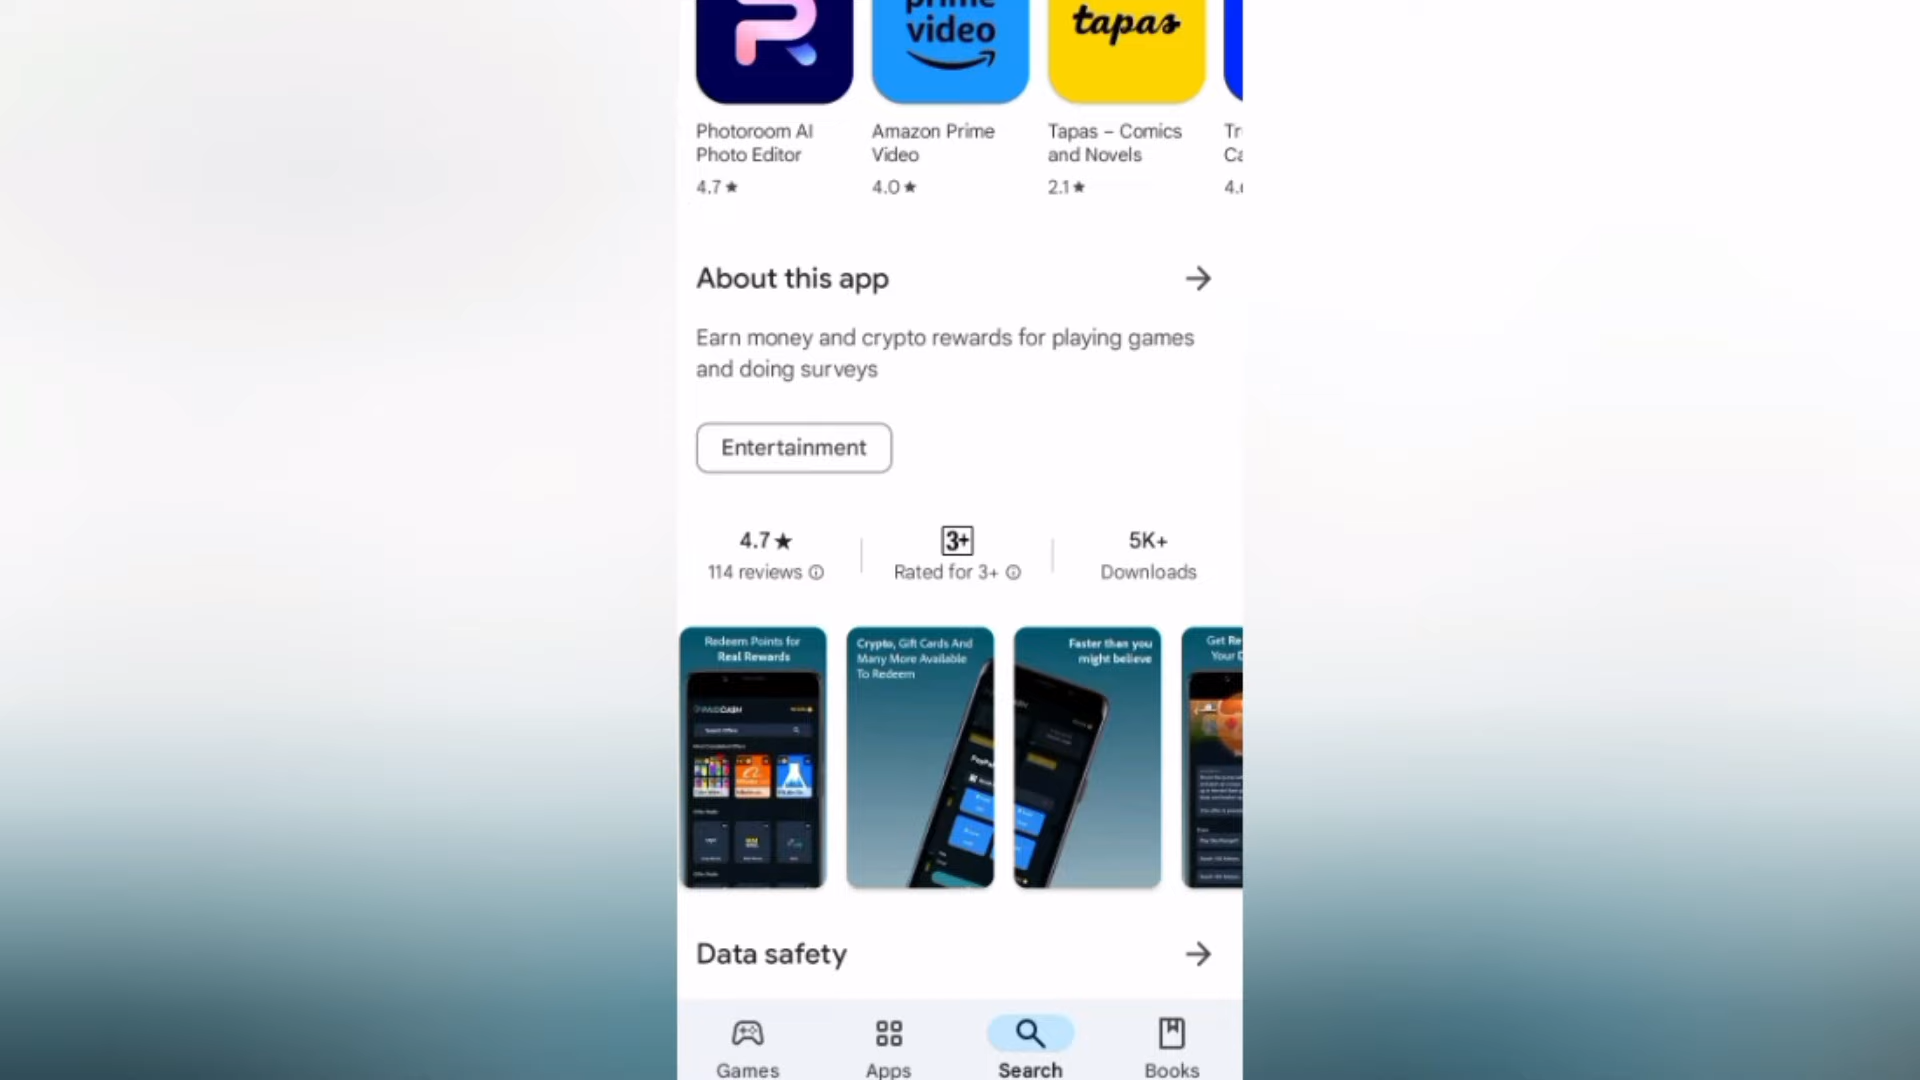 prime
video
tapas
Photoroom AI
Photo Editor
4.7★
Amazon Prime
Video
4.0★
Tapas – Comics
and Novels
2.1★
About this app
Earn money and crypto rewards for playing games
and doing surveys
Entertainment
4.7★
114 reviews
3+
Rated for 3+
5K+
Downloads
Redeem Points for
Real Rewards
Crypto, Gift Cards And
Many More Available
To Redeem
Faster than you
might believe
Get
Your
Data safety
Games
Apps
Search
Books